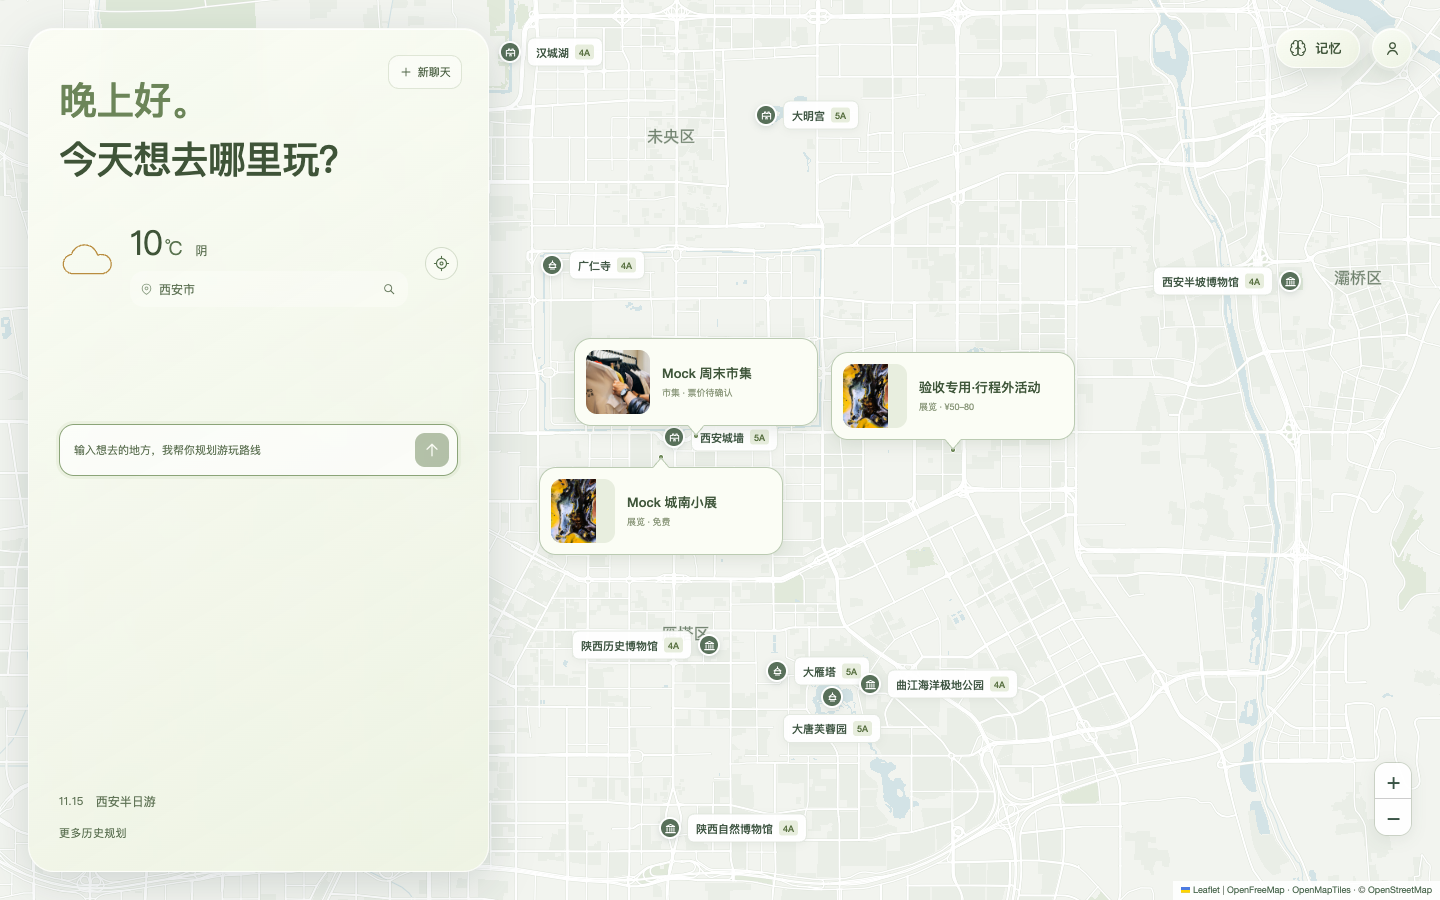 晚上好。
今天想去哪里玩?
新聊天
10℃ 阴
西安市
输入想去的地方，我帮你规划游玩路线
11.15 西安半日游
更多历史规划
汉城湖 4A
大明宫 5A
未央区
记忆
广仁寺 4A
西安半坡博物馆 4A
灞桥区
Mock 周末市集
市集 · 票价待确认
验收专用·行程外活动
展览 · ¥50–80
西安城墙 5A
Mock 城南小展
展览 · 免费
雁塔区
陕西历史博物馆 4A
大雁塔 5A
曲江海洋极地公园 4A
大唐芙蓉园 5A
陕西自然博物馆 4A
+
−
Leaflet | OpenFreeMap · OpenMapTiles · © OpenStreetMap